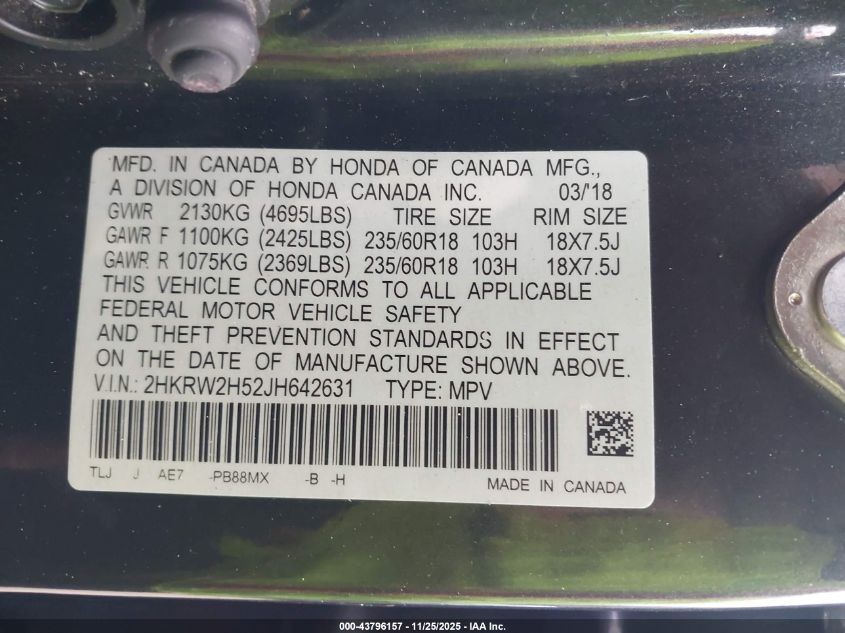 MFD. IN CANADA BY HONDA OF CANADA MFG.,
A DIVISION OF HONDA CANADA INC. 03/'18
GVWR 2130KG (4695LBS) TIRE SIZE RIM SIZE
GAWR F 1100KG (2425LBS) 235/60R18 103H 18X7.5J
GAWR R 1075KG (2369LBS) 235/60R18 103H 18X7.5J
THIS VEHICLE CONFORMS TO ALL APPLICABLE
FEDERAL MOTOR VEHICLE SAFETY
AND THEFT PREVENTION STANDARDS IN EFFECT
ON THE DATE OF MANUFACTURE SHOWN ABOVE.
V.I.N.: 2HKRW2H52JH642631 TYPE: MPV
TLJ J AE7 -PB88MX -B -H MADE IN CANADA
000-43796157 - 11/25/2025 - IAA Inc.